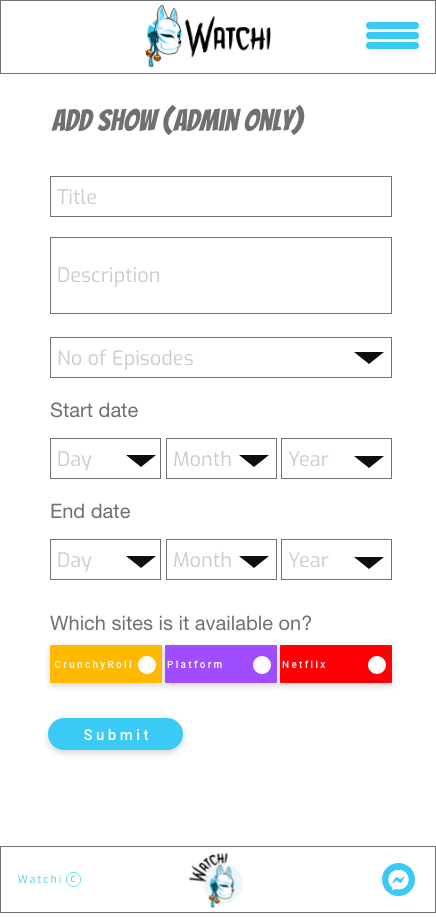 WATCHI
ADD SHOW (ADMIN ONLY)
Title
Description
No of Episodes
Start date
Day Month Year
End date
Day Month Year
Which sites is it available on?
CrunchyRoll Platform Netflix
Submit
WATCHI
Watchi C